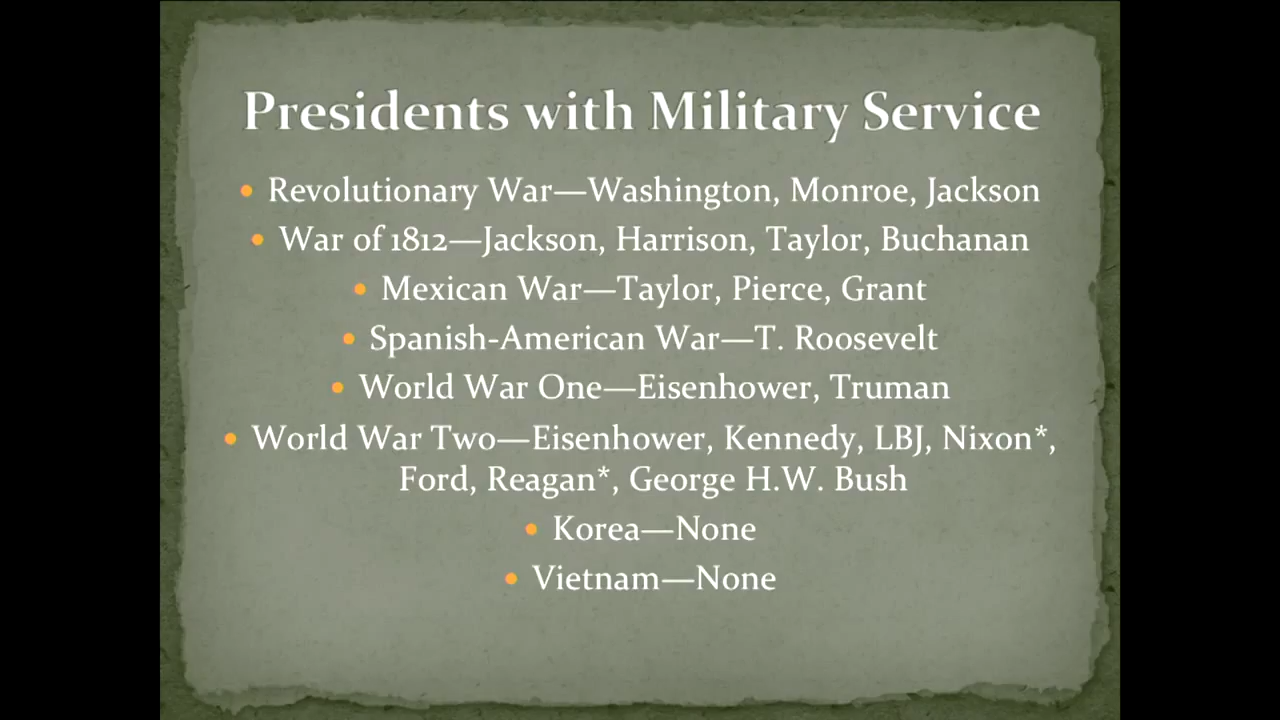 Presidents with Military Service
• Revolutionary War—Washington, Monroe, Jackson
• War of 1812—Jackson, Harrison, Taylor, Buchanan
• Mexican War—Taylor, Pierce, Grant
• Spanish-American War—T. Roosevelt
• World War One—Eisenhower, Truman
• World War Two—Eisenhower, Kennedy, LBJ, Nixon*,
Ford, Reagan*, George H.W. Bush
• Korea—None
• Vietnam—None